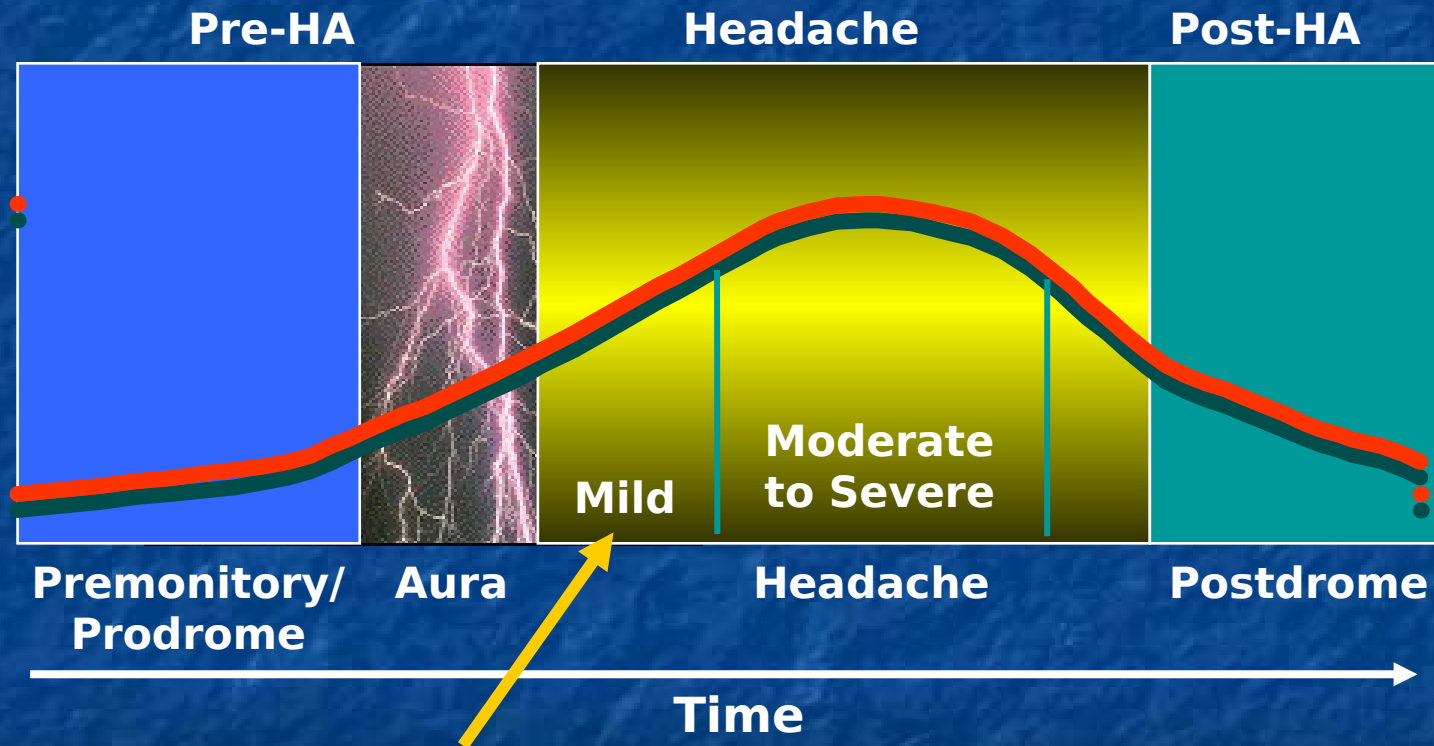 Pre-HA
Headache
Post-HA
Mild
Moderate
to Severe
Premonitory/
Prodrome
Aura
Headache
Postdrome
Time